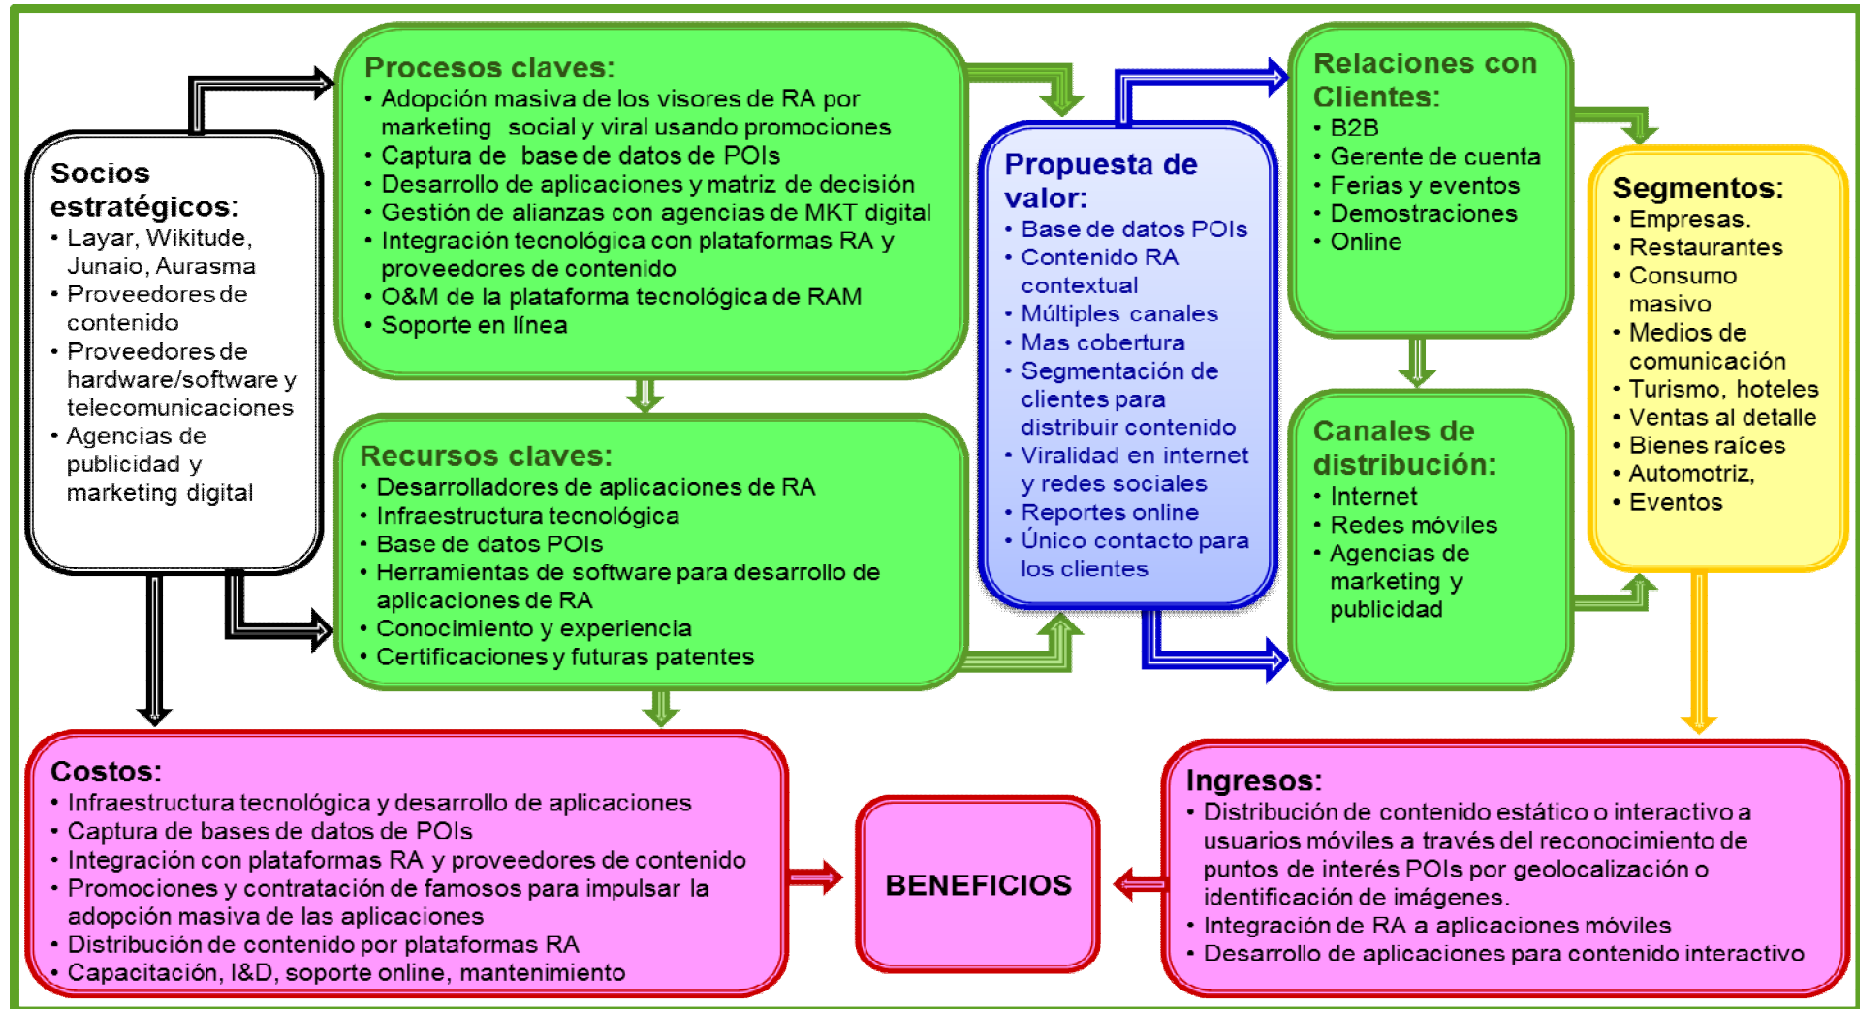 Socios
estratégicos:
• Layar, Wikitude,
Junaio, Aurasma
• Proveedores de
contenido
• Proveedores de
hardware/software y
telecomunicaciones
• Agencias de
publicidad y
marketing digital
Procesos claves:
• Adopción masiva de los visores de RA por
marketing social y viral usando promociones
• Captura de base de datos de POIs
• Desarrollo de aplicaciones y matriz de decisión
• Gestión de alianzas con agencias de MKT digital
• Integración tecnológica con plataformas RA y
proveedores de contenido
• O&M de la plataforma tecnológica de RAM
• Soporte en línea
Recursos claves:
• Desarrolladores de aplicaciones de RA
• Infraestructura tecnológica
• Base de datos POIs
• Herramientas de software para desarrollo de
aplicaciones de RA
• Conocimiento y experiencia
• Certificaciones y futuras patentes
Propuesta de
valor:
• Base de datos POIs
• Contenido RA
contextual
• Múltiples canales
• Mas cobertura
• Segmentación de
clientes para
distribuir contenido
• Viralidad en internet
y redes sociales
• Reportes online
• Único contacto para
los clientes
Relaciones con
Clientes:
• B2B
• Gerente de cuenta
• Ferias y eventos
• Demostraciones
• Online
Canales de
distribución:
• Internet
• Redes móviles
• Agencias de
marketing y
publicidad
Segmentos:
• Empresas.
• Restaurantes
• Consumo
masivo
• Medios de
comunicación
• Turismo, hoteles
• Ventas al detalle
• Bienes raíces
• Automotriz,
• Eventos
Costos:
• Infraestructura tecnológica y desarrollo de aplicaciones
• Captura de bases de datos de POIs
• Integración con plataformas RA y proveedores de contenido
• Promociones y contratación de famosos para impulsar la
adopción masiva de las aplicaciones
• Distribución de contenido por plataformas RA
• Capacitación, I&D, soporte online, mantenimiento
BENEFICIOS
Ingresos:
• Distribución de contenido estático o interactivo a
usuarios móviles a través del reconocimiento de
puntos de interés POIs por geolocalización o
identificación de imágenes.
• Integración de RA a aplicaciones móviles
• Desarrollo de aplicaciones para contenido interactivo